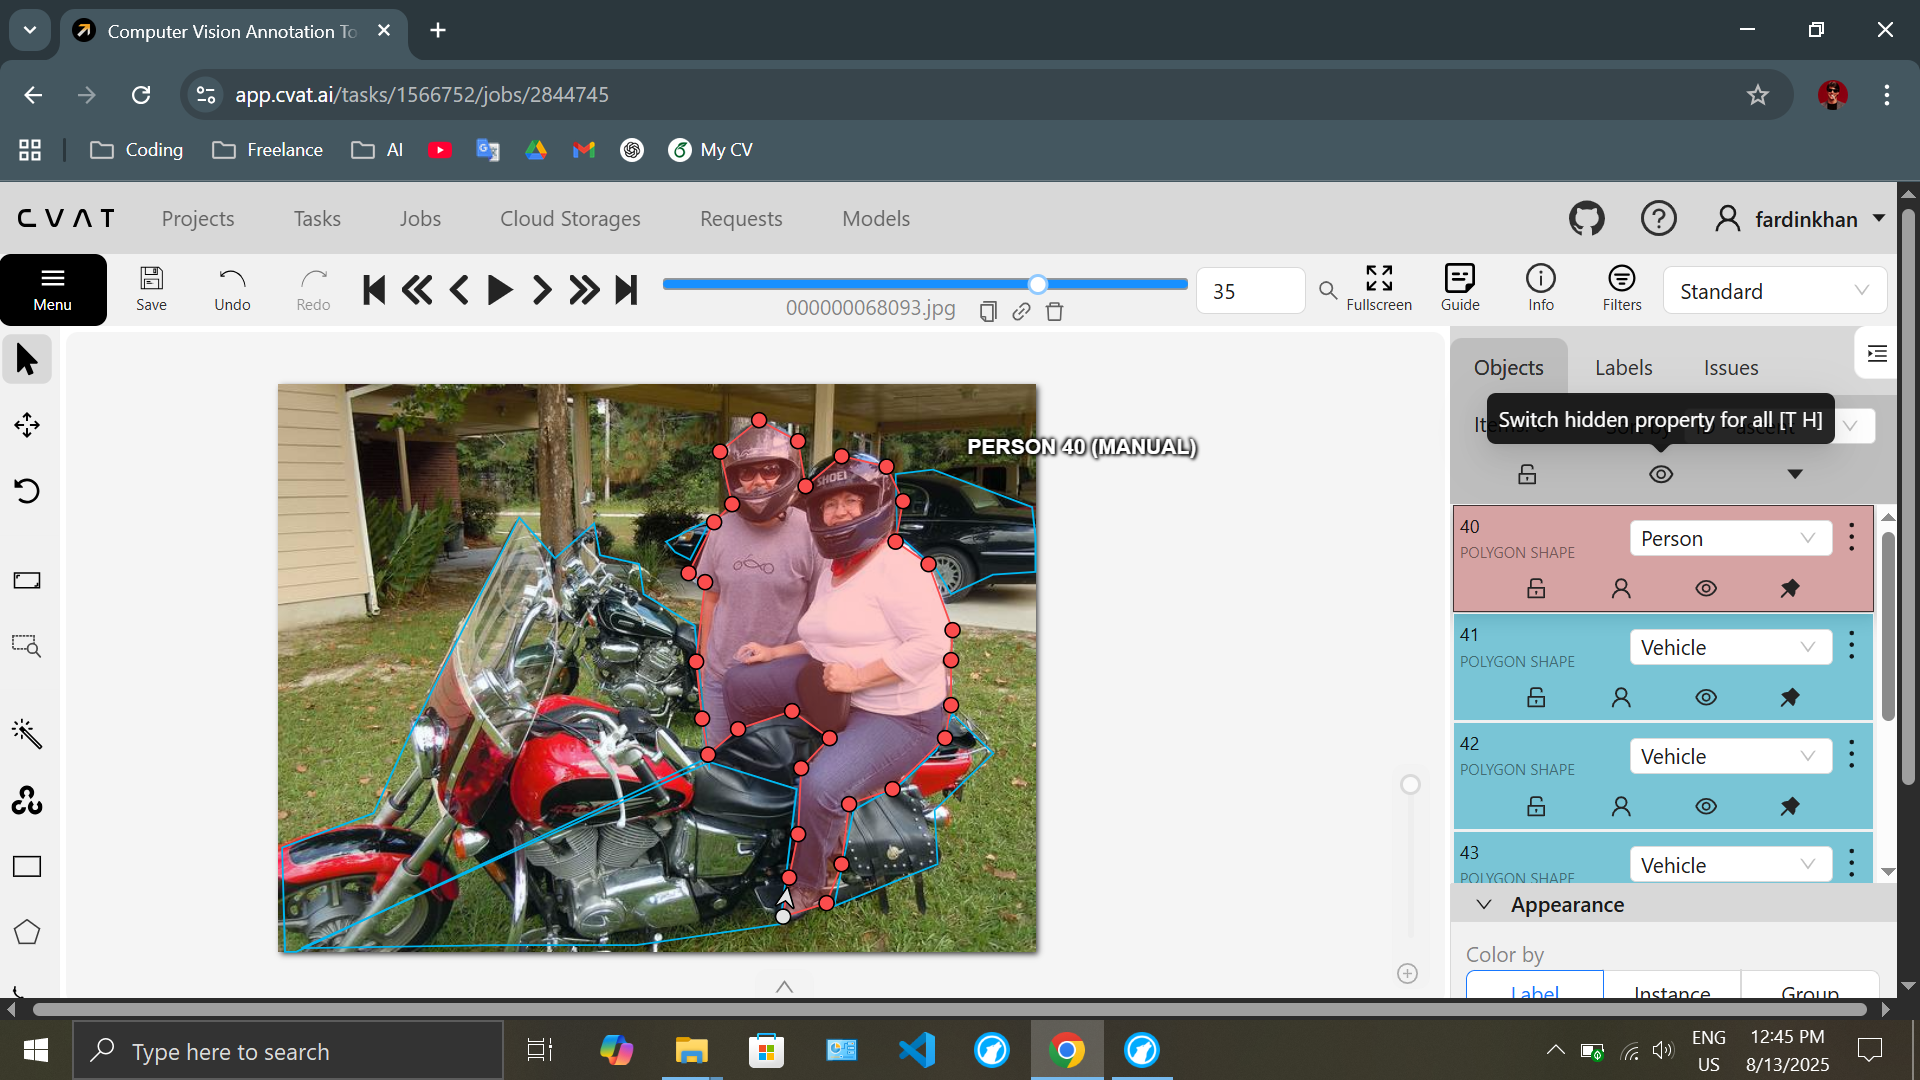 Computer Vision Annotation To
app.cvat.ai/tasks/1566752/jobs/2844745
Coding
Freelance
AI
My CV
CVAT
Projects
Tasks
Jobs
Cloud Storages
Requests
Models
fardinkhan
Menu
Save
Undo
Redo
000000068093.jpg
35
Fullscreen
Guide
Info
Filters
Standard
Objects
Labels
Issues
Switch hidden property for all [T H]
PERSON 40 (MANUAL)
SHOEI
40
POLYGON SHAPE
Person
41
POLYGON SHAPE
Vehicle
42
POLYGON SHAPE
Vehicle
43
POLYGON SHAPE
Vehicle
Appearance
Color by
Label
Instance
Group
Type here to search
ENG
US
12:45 PM
8/13/2025